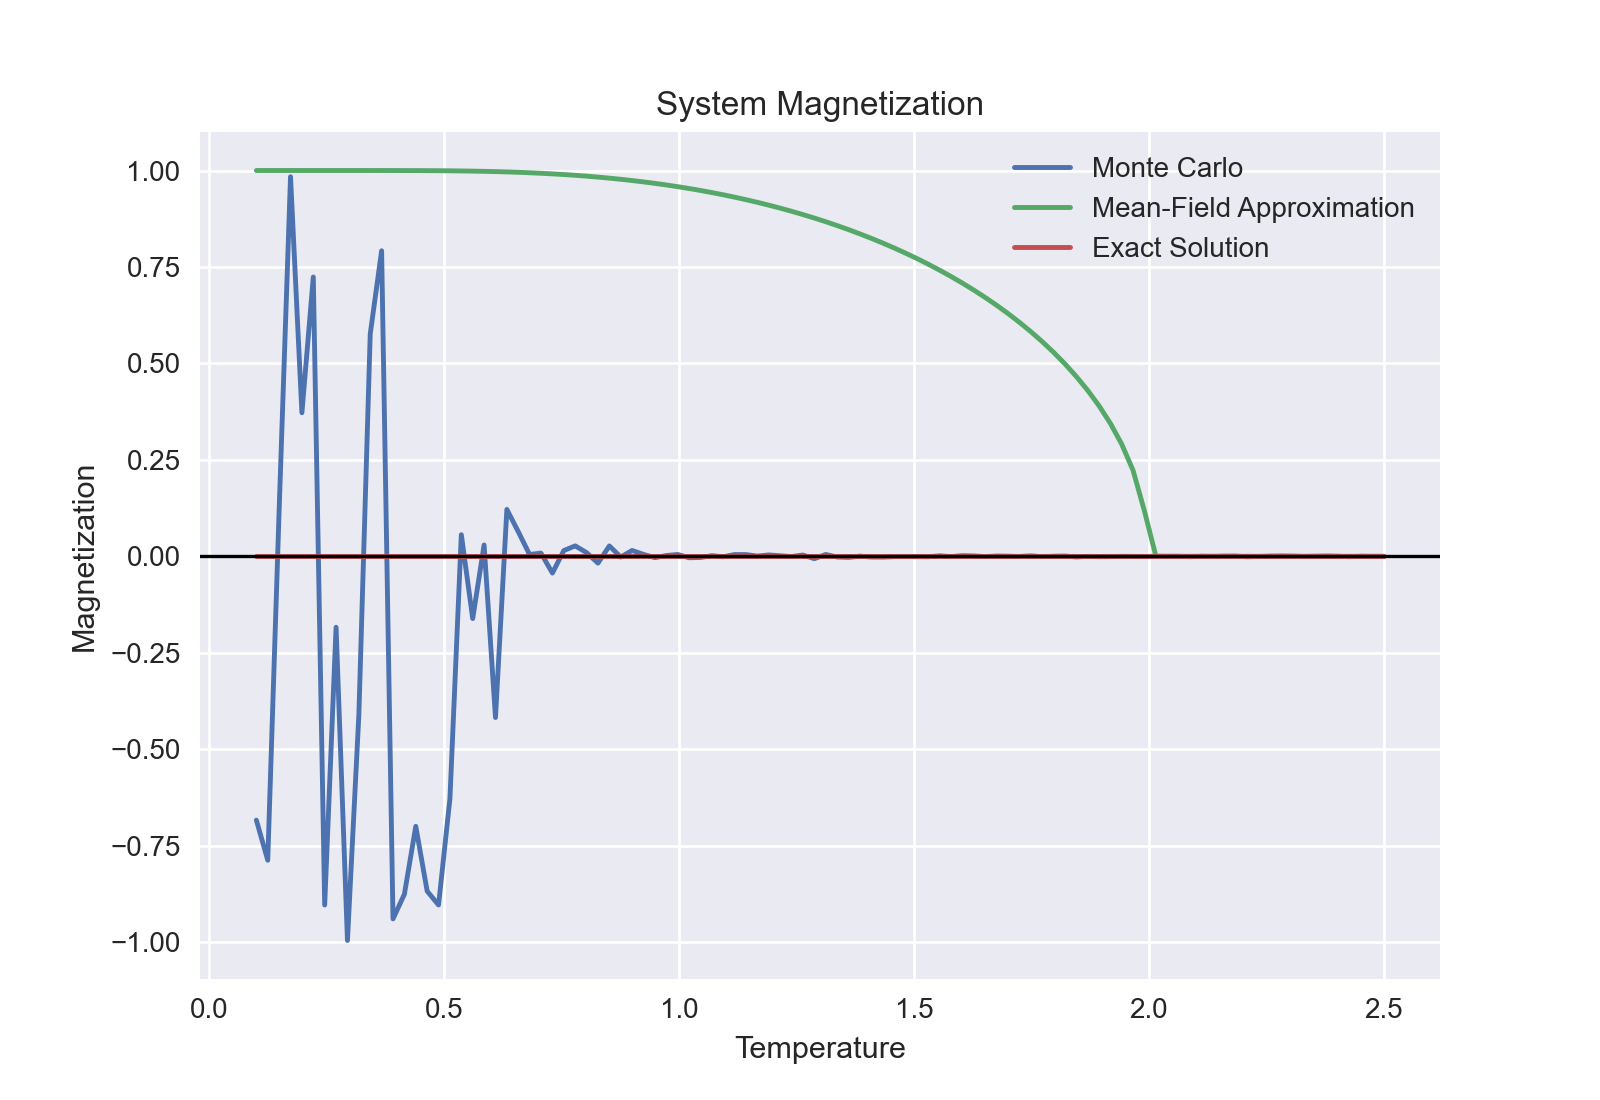 System Magnetization
Monte Carlo
Mean-Field Approximation
Exact Solution
Magnetization
1.00
0.75
0.50
0.25
0.00
−0.25
−0.50
−0.75
−1.00
0.0 0.5 1.0 1.5 2.0 2.5
Temperature